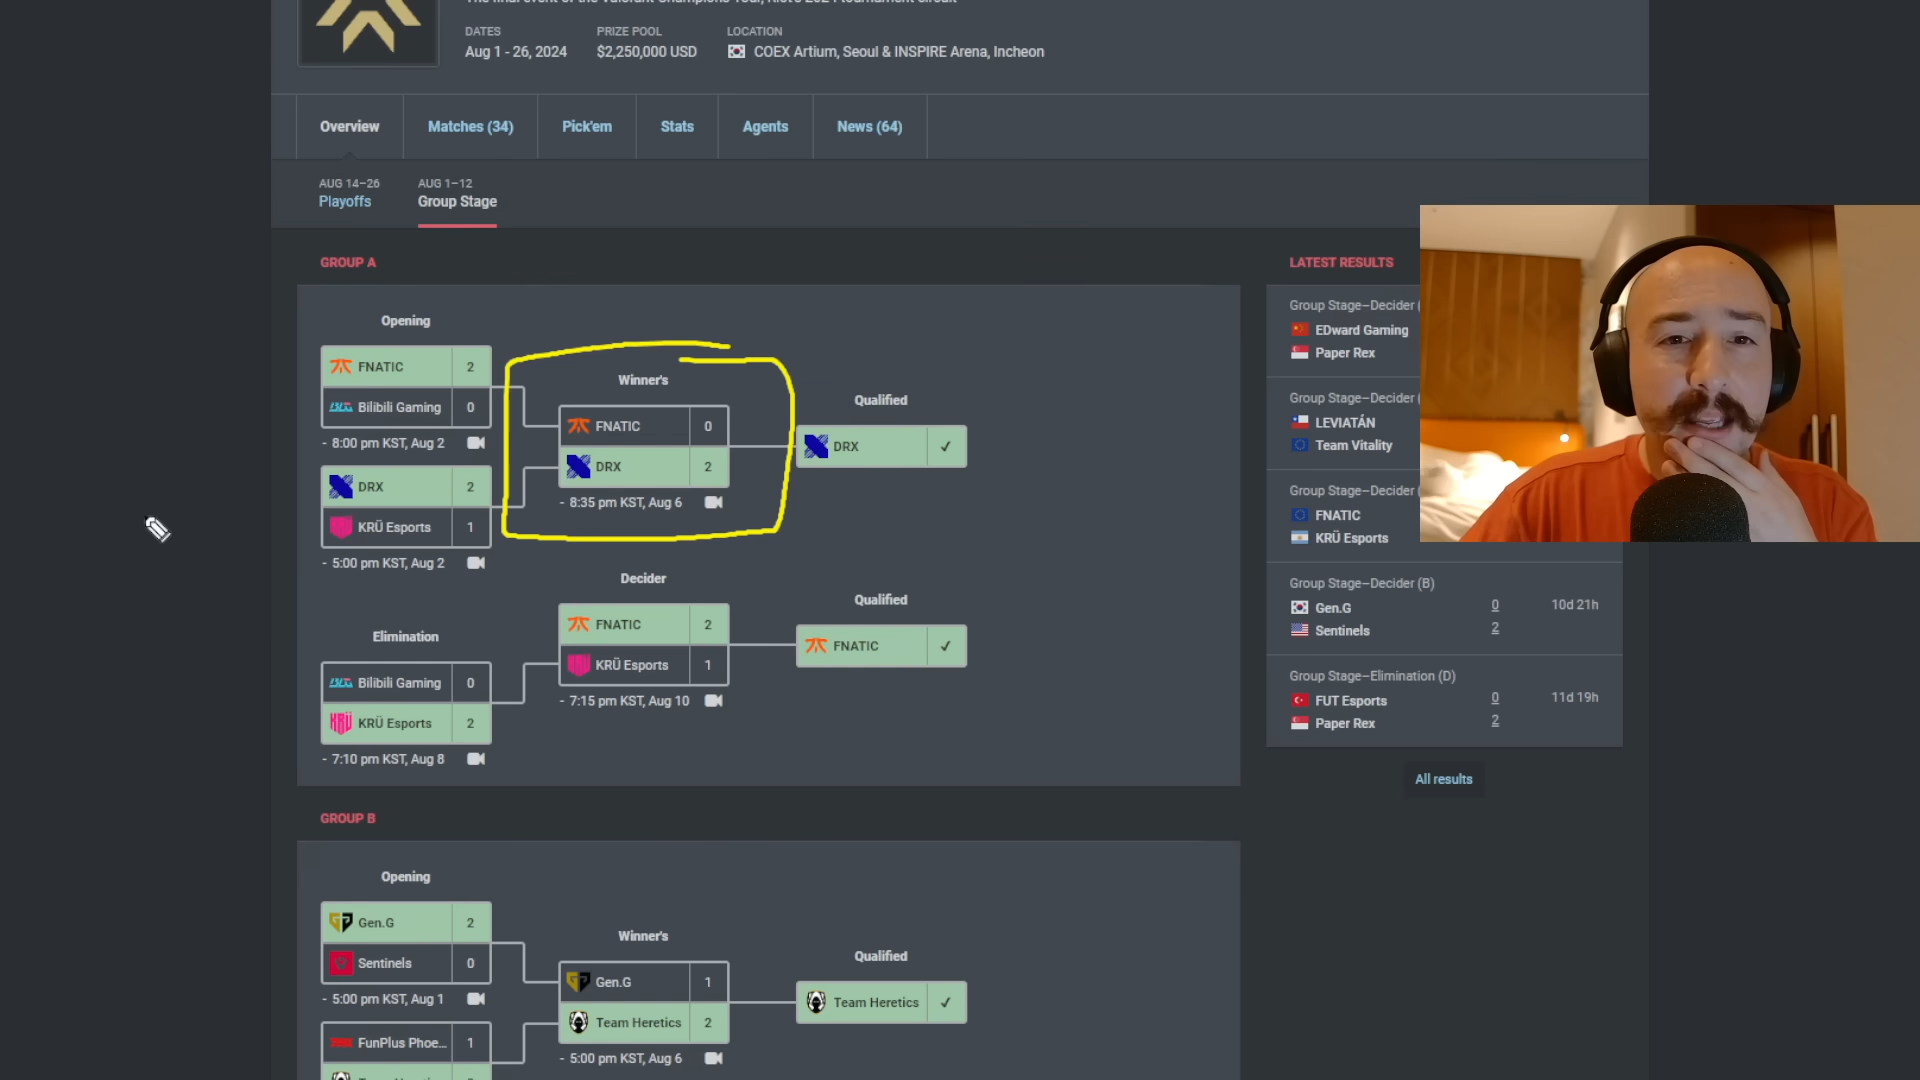 DATES
Aug 1 - 26, 2024
PRIZE POOL
$2,250,000 USD
LOCATION
COEX Artium, Seoul & INSPIRE Arena, Incheon
Overview
Matches (34)
Pick'em
Stats
Agents
News (64)
AUG 14–26
Playoffs
AUG 1–12
Group Stage
GROUP A
Opening
FNATIC 2
Bilibili Gaming 0
- 8:00 pm KST, Aug 2
DRX 2
KRÜ Esports 1
- 5:00 pm KST, Aug 2
Winner's
FNATIC 0
DRX 2
- 8:35 pm KST, Aug 6
Qualified
DRX ✓
Elimination
Bilibili Gaming 0
KRÜ Esports 2
- 7:10 pm KST, Aug 8
Decider
FNATIC 2
KRÜ Esports 1
- 7:15 pm KST, Aug 10
Qualified
FNATIC ✓
GROUP B
Opening
Gen.G 2
Sentinels 0
- 5:00 pm KST, Aug 1
FunPlus Phoe... 1
Winner's
Gen.G 1
Team Heretics 2
- 5:00 pm KST, Aug 6
Qualified
Team Heretics ✓
LATEST RESULTS
Group Stage–Decider (
EDward Gaming
Paper Rex
Group Stage–Decider (
LEVIATÁN
Team Vitality
Group Stage–Decider (
FNATIC
KRÜ Esports
Group Stage–Decider (B)
Gen.G 0
10d 21h
Sentinels 2
Group Stage–Elimination (D)
FUT Esports 0
11d 19h
Paper Rex 2
All results